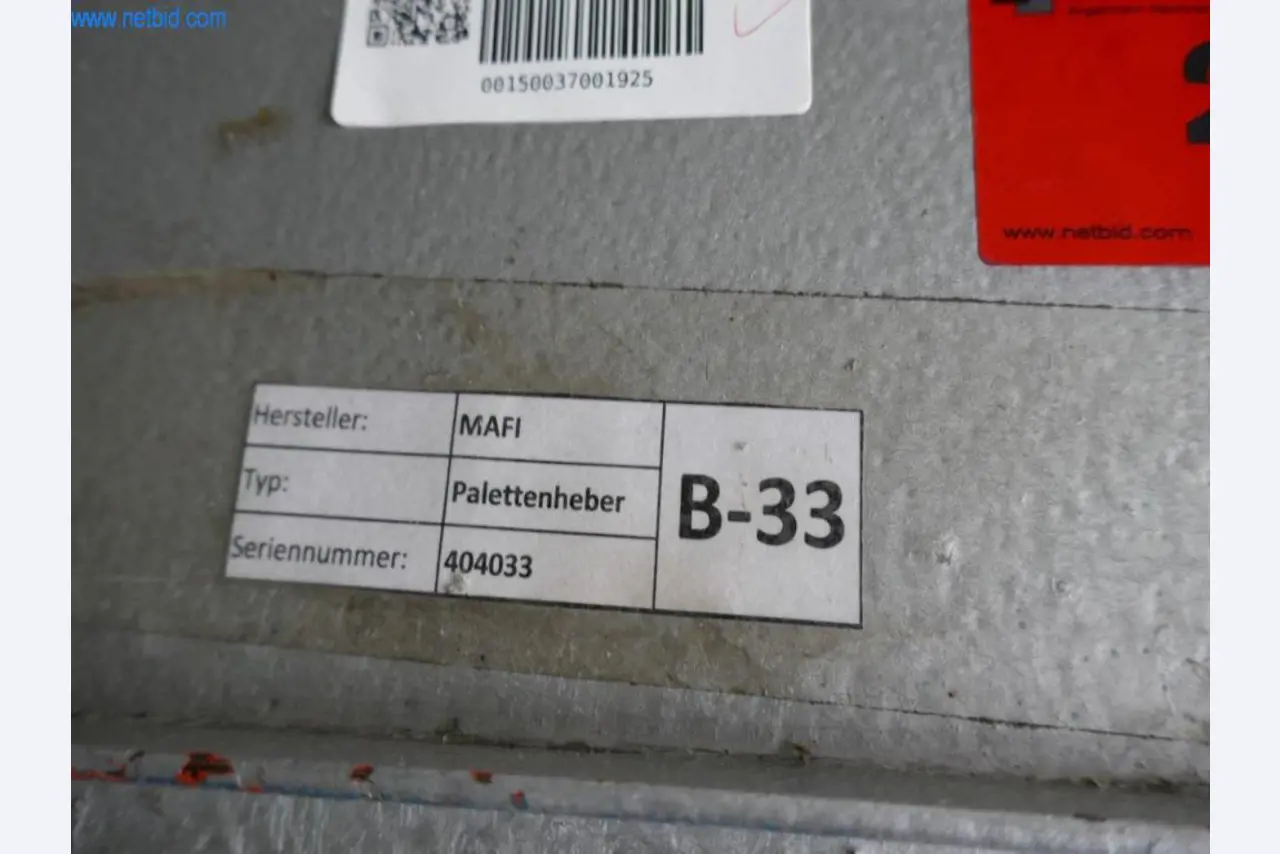 www.netbid.com
00150037001925
www.netbid.com
Hersteller: MAFI
Typ: Palettenheber
Seriennummer: 404033
B-33